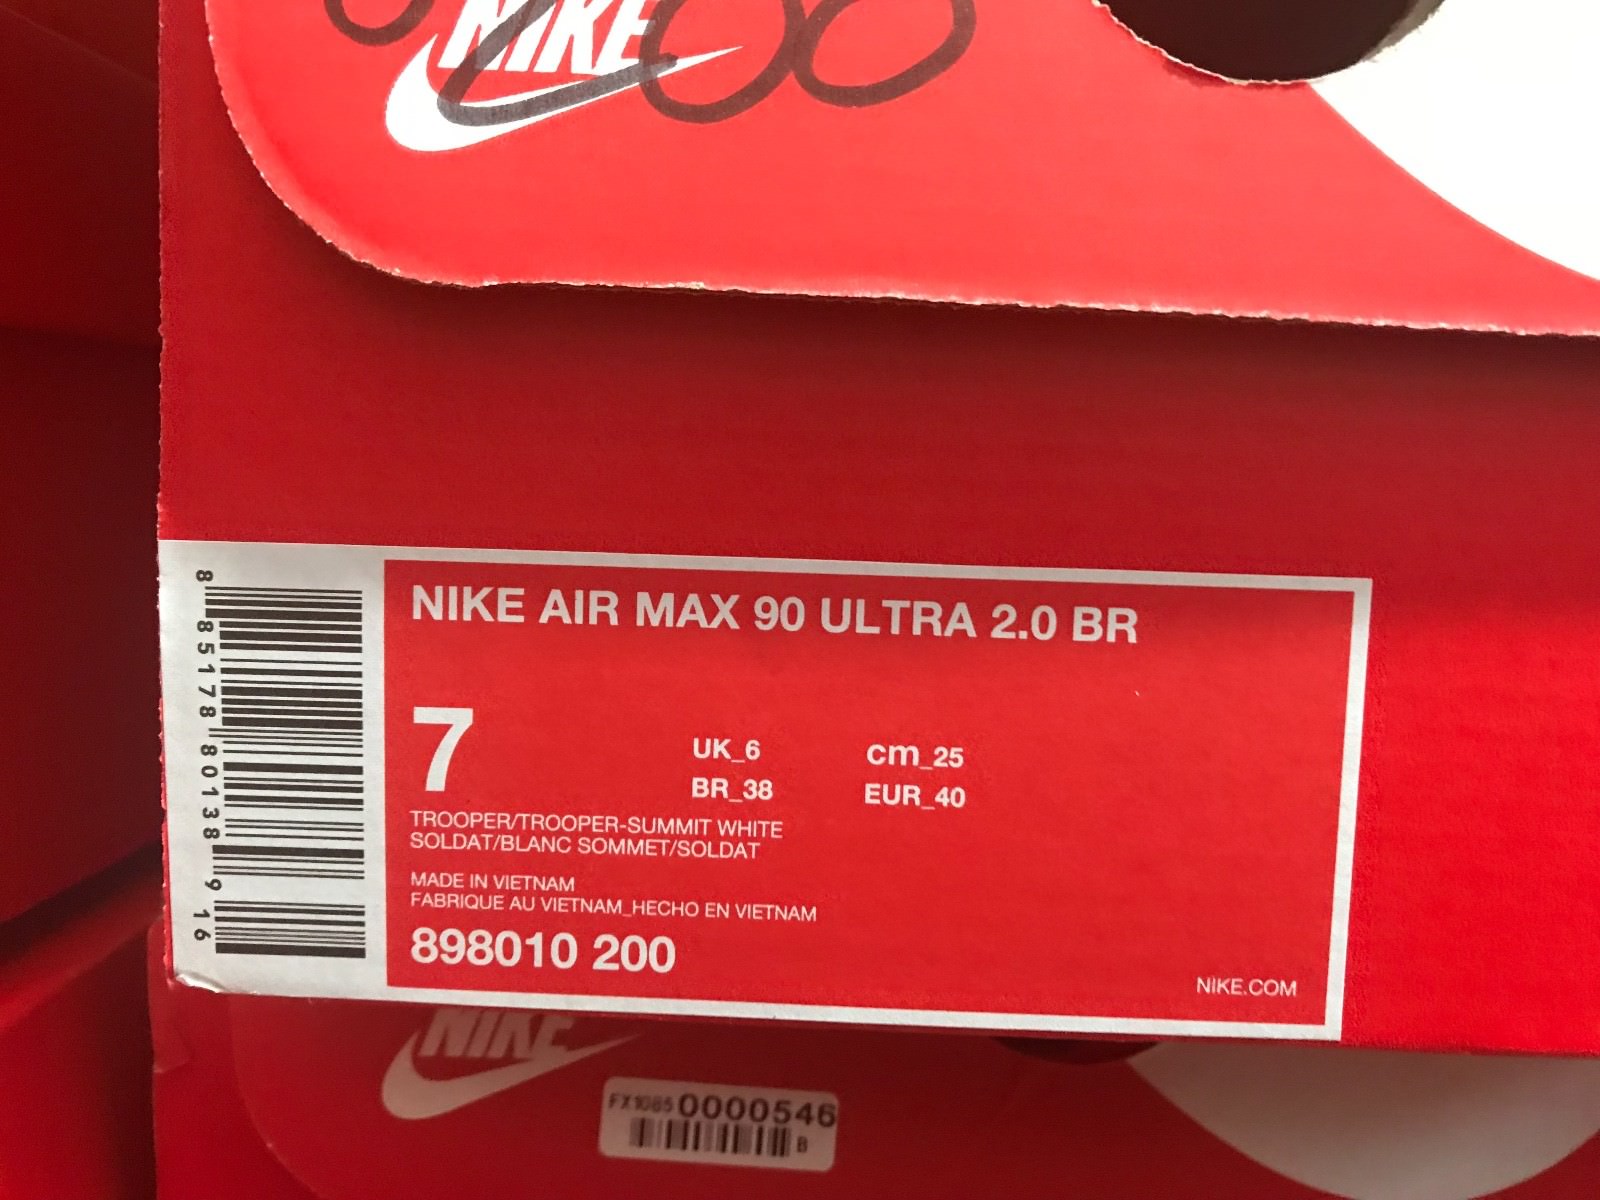 NIKE
200
8 85178 80138 9 16
NIKE AIR MAX 90 ULTRA 2.0 BR
7
UK_6 cm_25
BR_38 EUR_40
TROOPER/TROOPER-SUMMIT WHITE
SOLDAT/BLANC SOMMET/SOLDAT
MADE IN VIETNAM
FABRIQUE AU VIETNAM_HECHO EN VIETNAM
898010 200
NIKE.COM
NIKE
FX1085 0000546
B